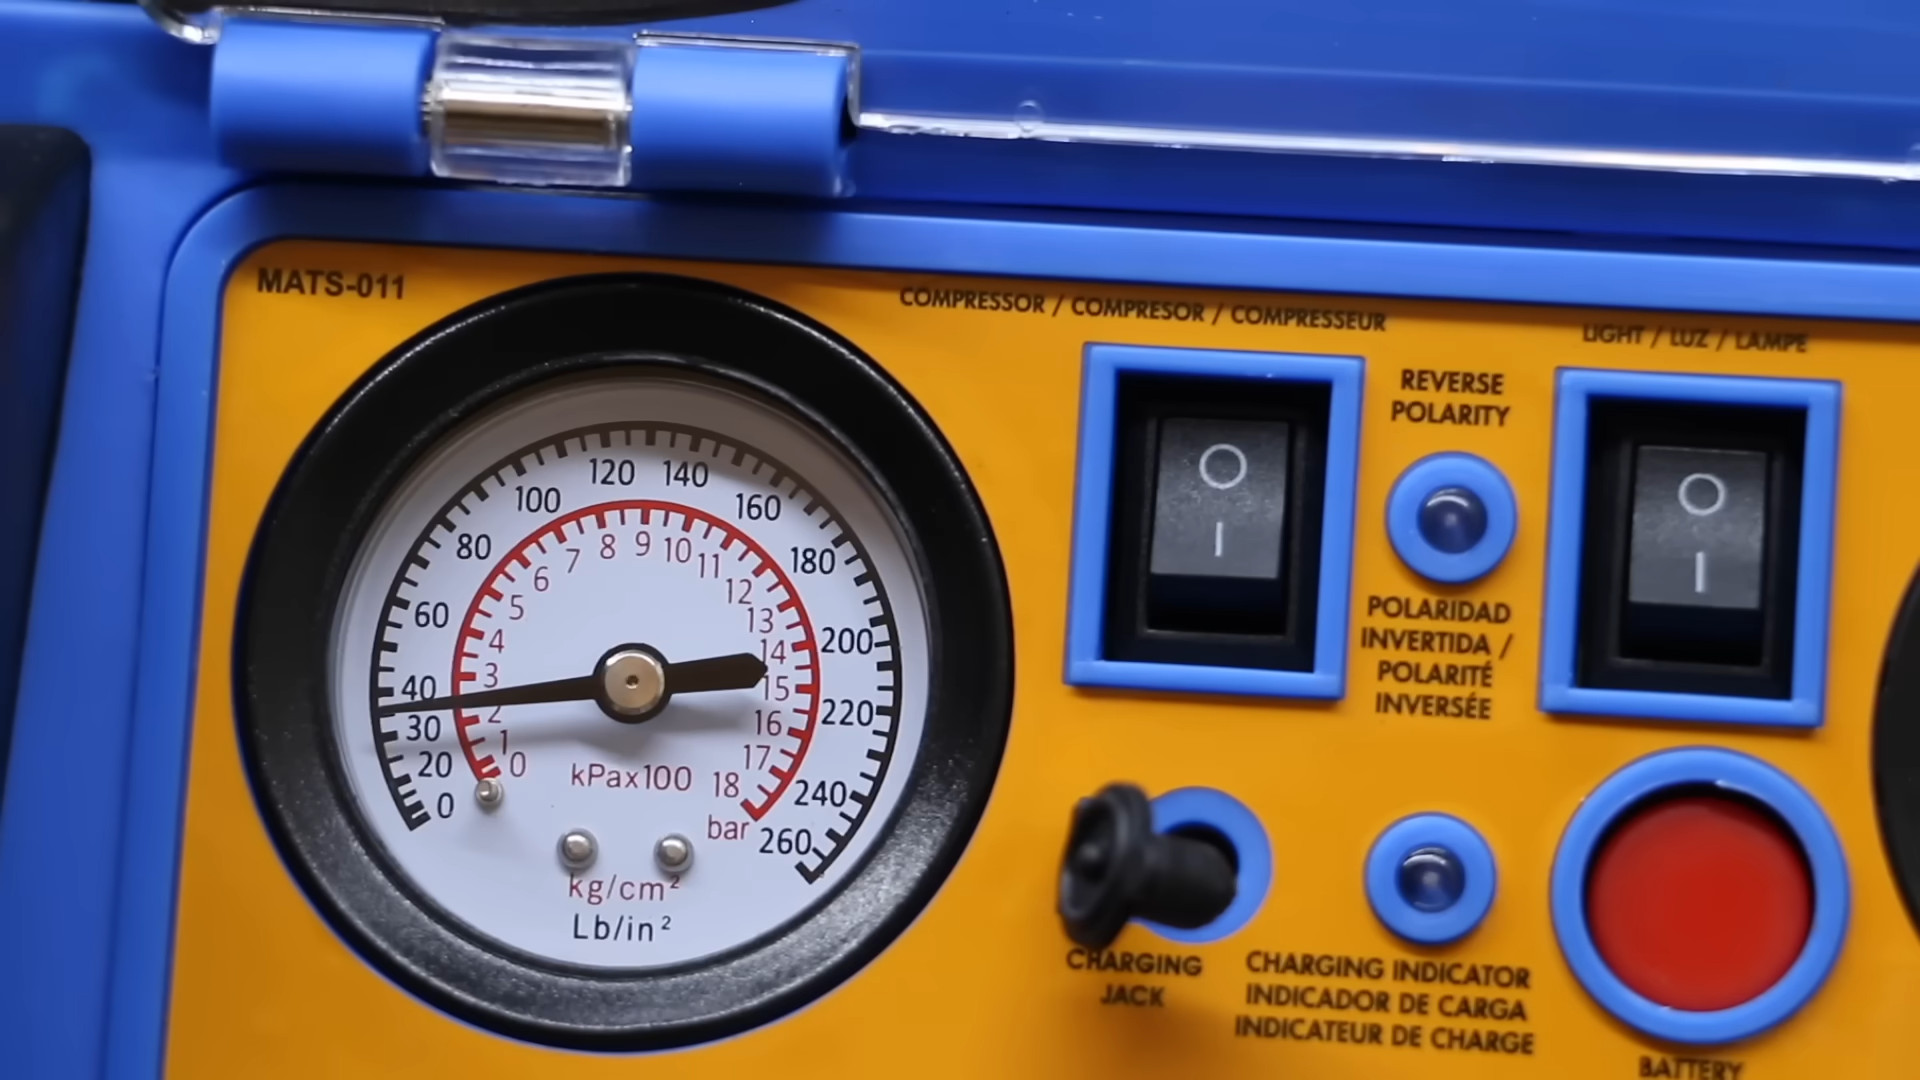 MATS-011
COMPRESSOR / COMPRESOR / COMPRESSEUR
LIGHT / LUZ / LAMPE
REVERSE
POLARITY
POLARIDAD
INVERTIDA /
POLARITÉ
INVERSÉE
0 20 30 40 60 80 100 120 140 160 180 200 220 240 260
0 1 2 3 4 5 6 7 8 9 10 11 12 13 14 15 16 17 18
kPax100
bar
kg/cm²
Lb/in²
O
I
O
I
CHARGING
JACK
CHARGING INDICATOR
INDICADOR DE CARGA
INDICATEUR DE CHARGE
BATTERY